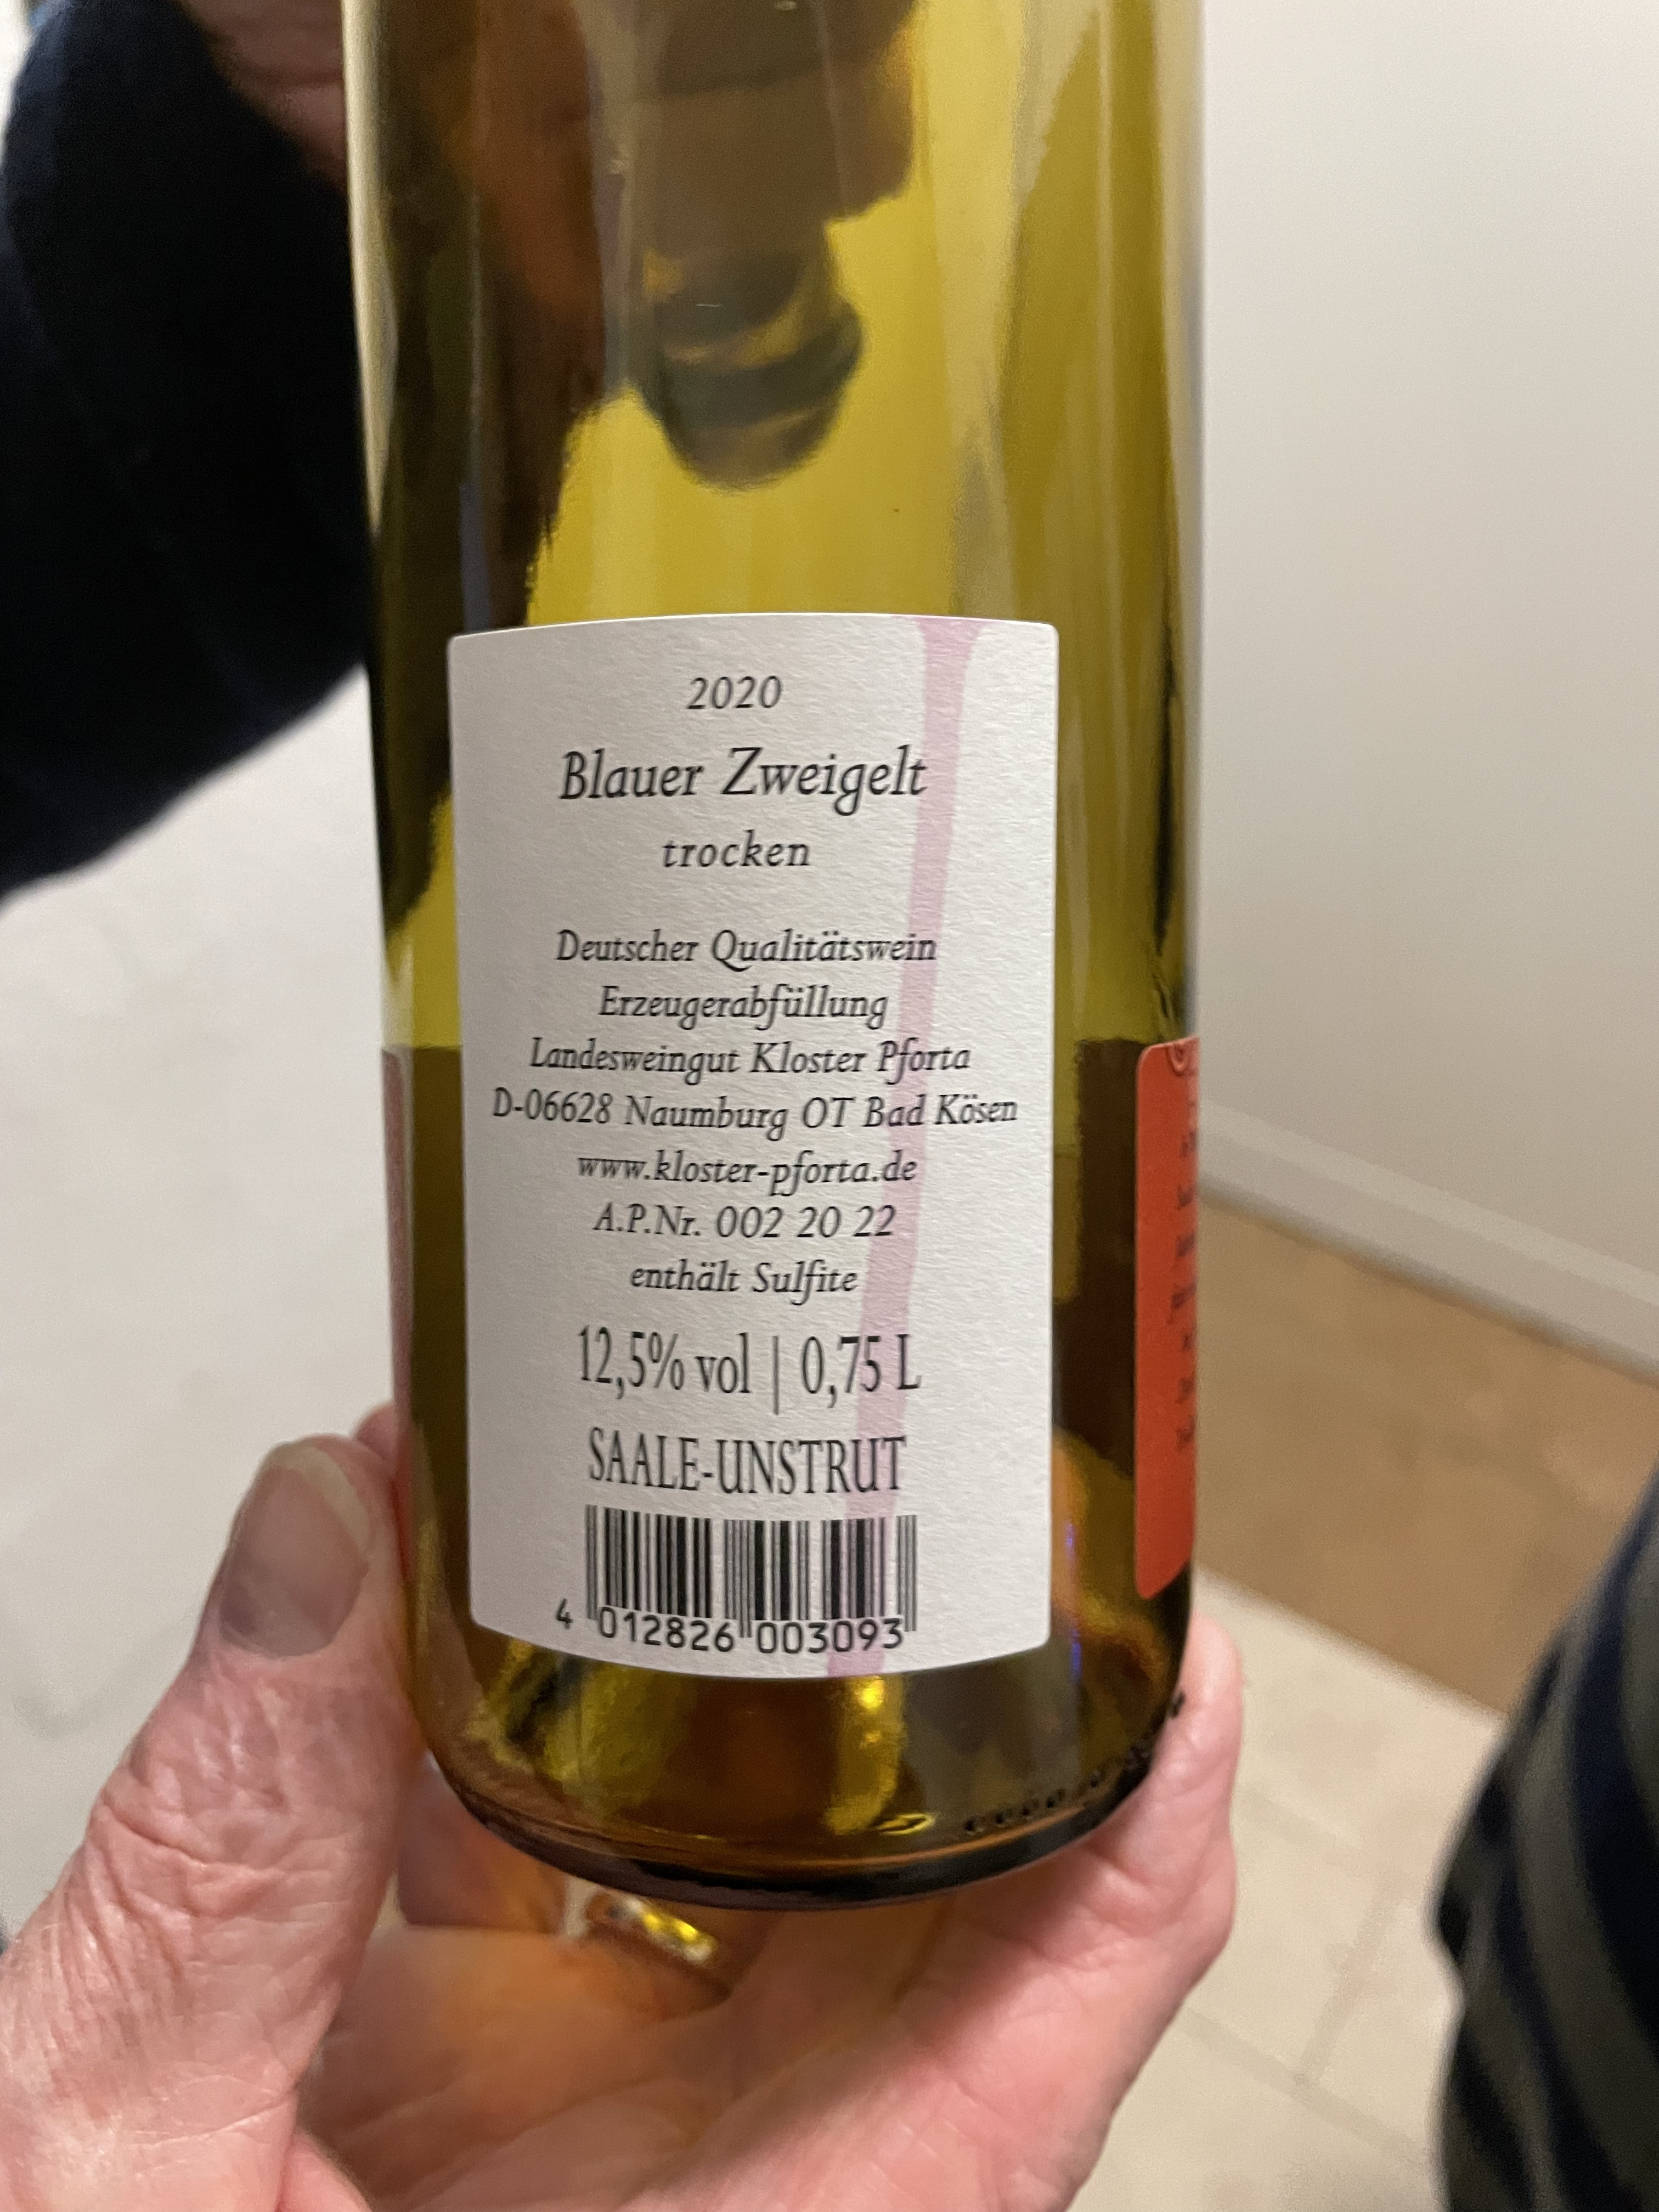 2020
Blauer Zweigelt
trocken
Deutscher Qualitätswein
Erzeugerabfüllung
Landesweingut Kloster Pforta
D-06628 Naumburg OT Bad Kösen
www.kloster-pforta.de
A.P.Nr. 002 20 22
enthält Sulfite
12,5% vol | 0,75 L
SAALE-UNSTRUT
4 012826 003093